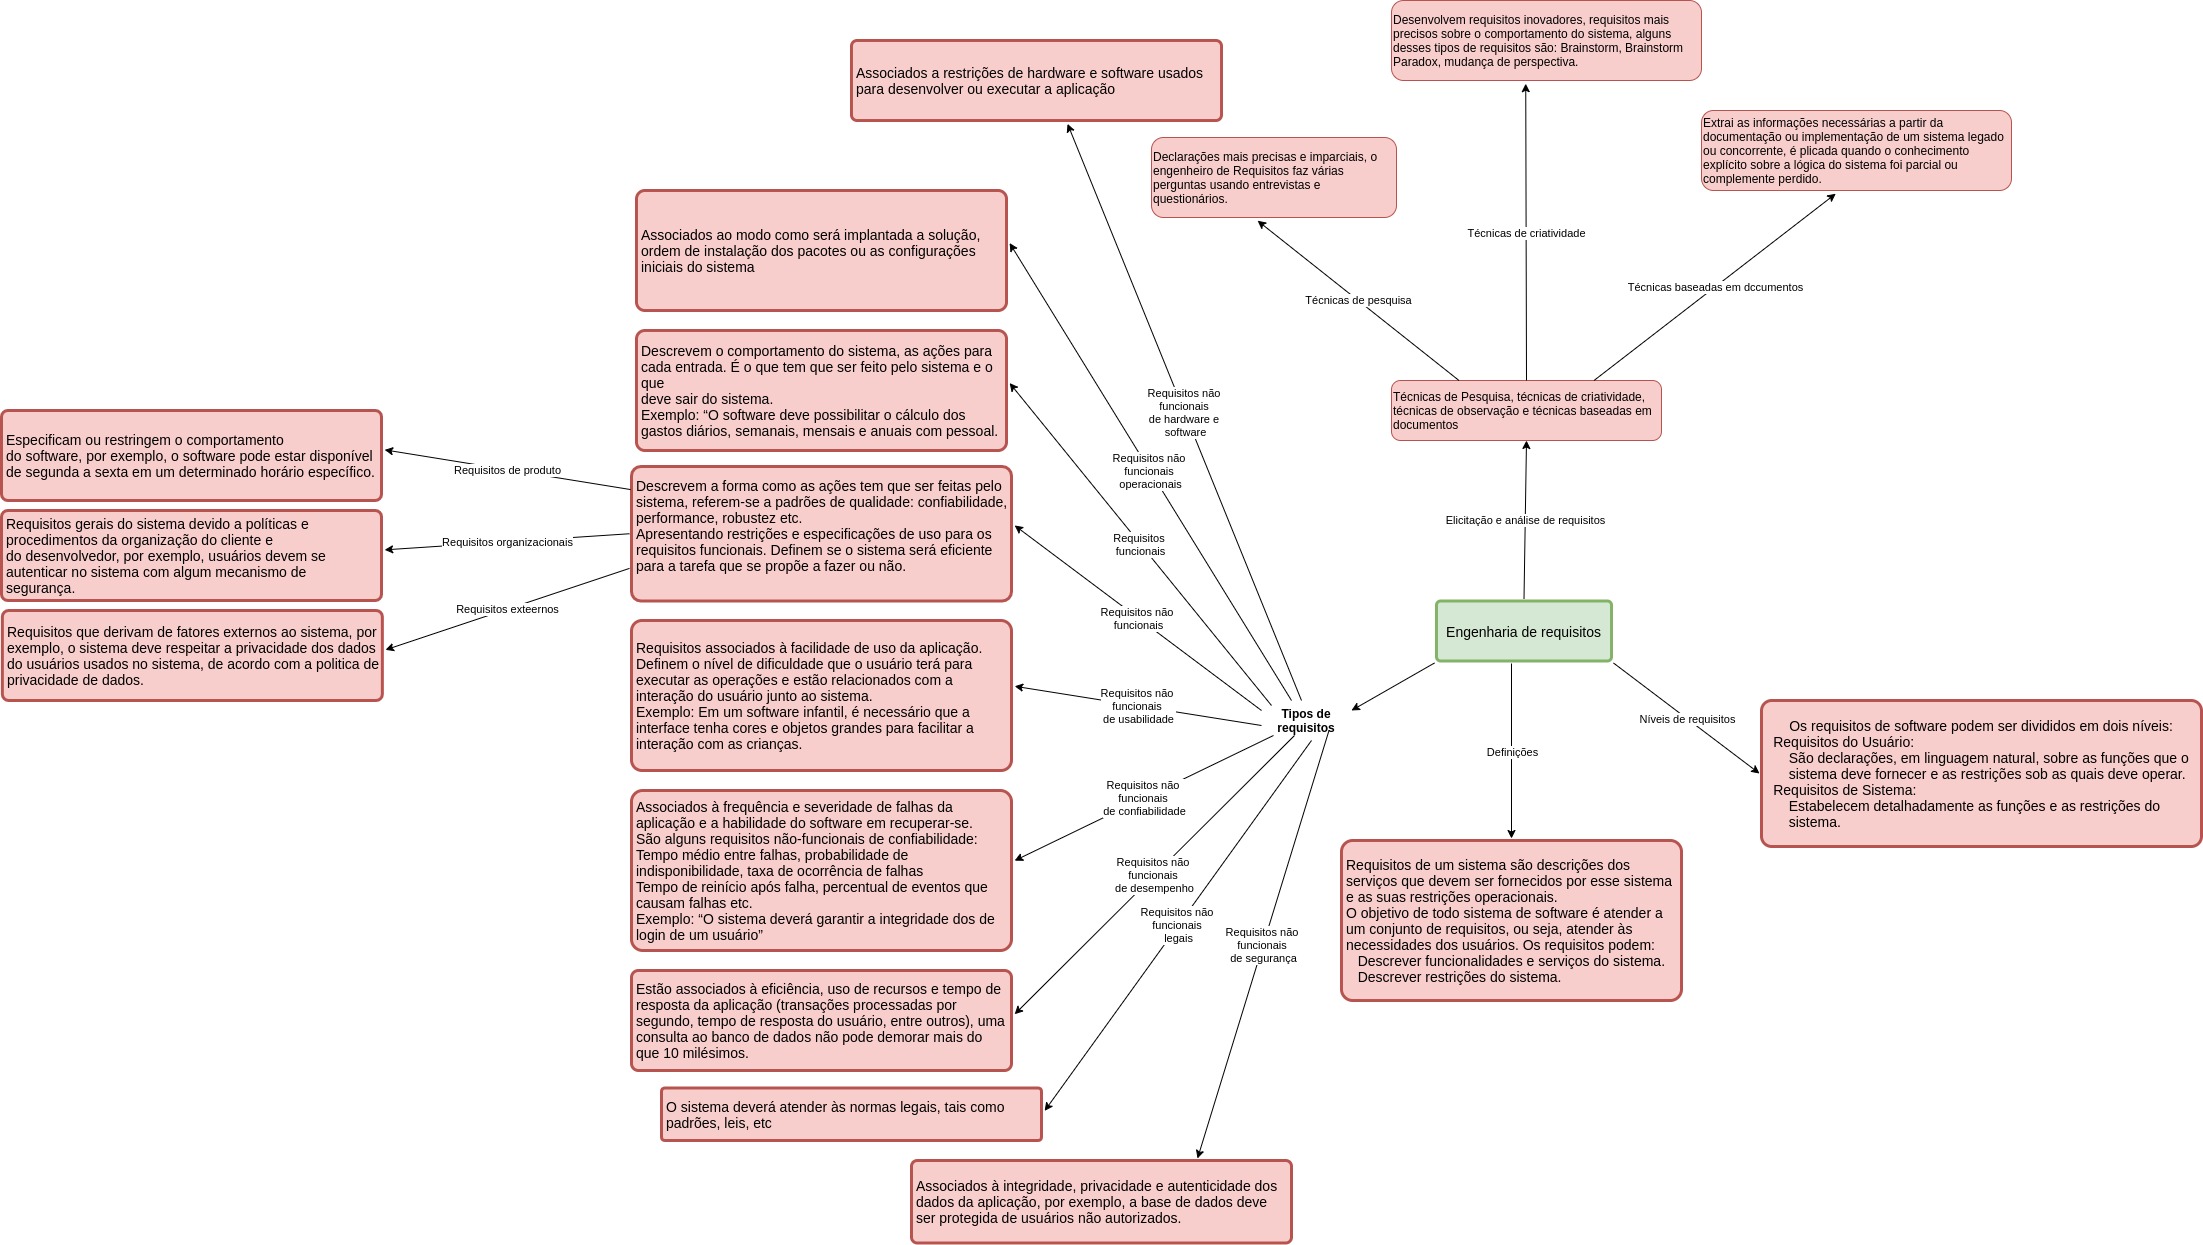 Desenvolvem requisitos inovadores, requisitos mais
precisos sobre o comportamento do sistema, alguns
desses tipos de requisitos são: Brainstorm, Brainstorm
Paradox, mudança de perspectiva.
Associados a restrições de hardware e software usados
para desenvolver ou executar a aplicação
Extrai as informações necessárias a partir da
documentação ou implementação de um sistema legado
ou concorrente, é plicada quando o conhecimento
explícito sobre a lógica do sistema foi parcial ou
complemente perdido.
Declarações mais precisas e imparciais, o
engenheiro de Requisitos faz várias
perguntas usando entrevistas e
questionários.
Técnicas de criatividade
Técnicas baseadas em dccumentos
Técnicas de pesquisa
Associados ao modo como será implantada a solução,
ordem de instalação dos pacotes ou as configurações
iniciais do sistema
Descrevem o comportamento do sistema, as ações para
cada entrada. É o que tem que ser feito pelo sistema e o
que
deve sair do sistema.
Exemplo: “O software deve possibilitar o cálculo dos
gastos diários, semanais, mensais e anuais com pessoal.
Requisitos não
funcionais
de hardware e
software
Técnicas de Pesquisa, técnicas de criatividade,
técnicas de observação e técnicas baseadas em
documentos
Especificam ou restringem o comportamento
do software, por exemplo, o software pode estar disponível
de segunda a sexta em um determinado horário específico.
Requisitos de produto
Requisitos não
funcionais
operacionais
Descrevem a forma como as ações tem que ser feitas pelo
sistema, referem-se a padrões de qualidade: confiabilidade,
performance, robustez etc.
Apresentando restrições e especificações de uso para os
requisitos funcionais. Definem se o sistema será eficiente
para a tarefa que se propõe a fazer ou não.
Elicitação e análise de requisitos
Requisitos gerais do sistema devido a políticas e
procedimentos da organização do cliente e
do desenvolvedor, por exemplo, usuários devem se
autenticar no sistema com algum mecanismo de
segurança.
Requisitos organizacionais
Requisitos
funcionais
Requisitos exteernos
Requisitos não
funcionais
Requisitos que derivam de fatores externos ao sistema, por
exemplo, o sistema deve respeitar a privacidade dos dados
do usuários usados no sistema, de acordo com a politica de
privacidade de dados.
Engenharia de requisitos
Requisitos associados à facilidade de uso da aplicação.
Definem o nível de dificuldade que o usuário terá para
executar as operações e estão relacionados com a
interação do usuário junto ao sistema.
Exemplo: Em um software infantil, é necessário que a
interface tenha cores e objetos grandes para facilitar a
interação com as crianças.
Requisitos não
funcionais
de usabilidade
Tipos de
requisitos
Níveis de requisitos
Definições
Os requisitos de software podem ser divididos em dois níveis:
Requisitos do Usuário:
São declarações, em linguagem natural, sobre as funções que o
sistema deve fornecer e as restrições sob as quais deve operar.
Requisitos de Sistema:
Estabelecem detalhadamente as funções e as restrições do
sistema.
Requisitos não
funcionais
de confiabilidade
Associados à frequência e severidade de falhas da
aplicação e a habilidade do software em recuperar-se.
São alguns requisitos não-funcionais de confiabilidade:
Tempo médio entre falhas, probabilidade de
indisponibilidade, taxa de ocorrência de falhas
Tempo de reinício após falha, percentual de eventos que
causam falhas etc.
Exemplo: “O sistema deverá garantir a integridade dos de
login de um usuário”
Requisitos não
funcionais
de desempenho
Requisitos não
funcionais
legais
Requisitos não
funcionais
de segurança
Requisitos de um sistema são descrições dos
serviços que devem ser fornecidos por esse sistema
e as suas restrições operacionais.
O objetivo de todo sistema de software é atender a
um conjunto de requisitos, ou seja, atender às
necessidades dos usuários. Os requisitos podem:
Descrever funcionalidades e serviços do sistema.
Descrever restrições do sistema.
Estão associados à eficiência, uso de recursos e tempo de
resposta da aplicação (transações processadas por
segundo, tempo de resposta do usuário, entre outros), uma
consulta ao banco de dados não pode demorar mais do
que 10 milésimos.
O sistema deverá atender às normas legais, tais como
padrões, leis, etc
Associados à integridade, privacidade e autenticidade dos
dados da aplicação, por exemplo, a base de dados deve
ser protegida de usuários não autorizados.